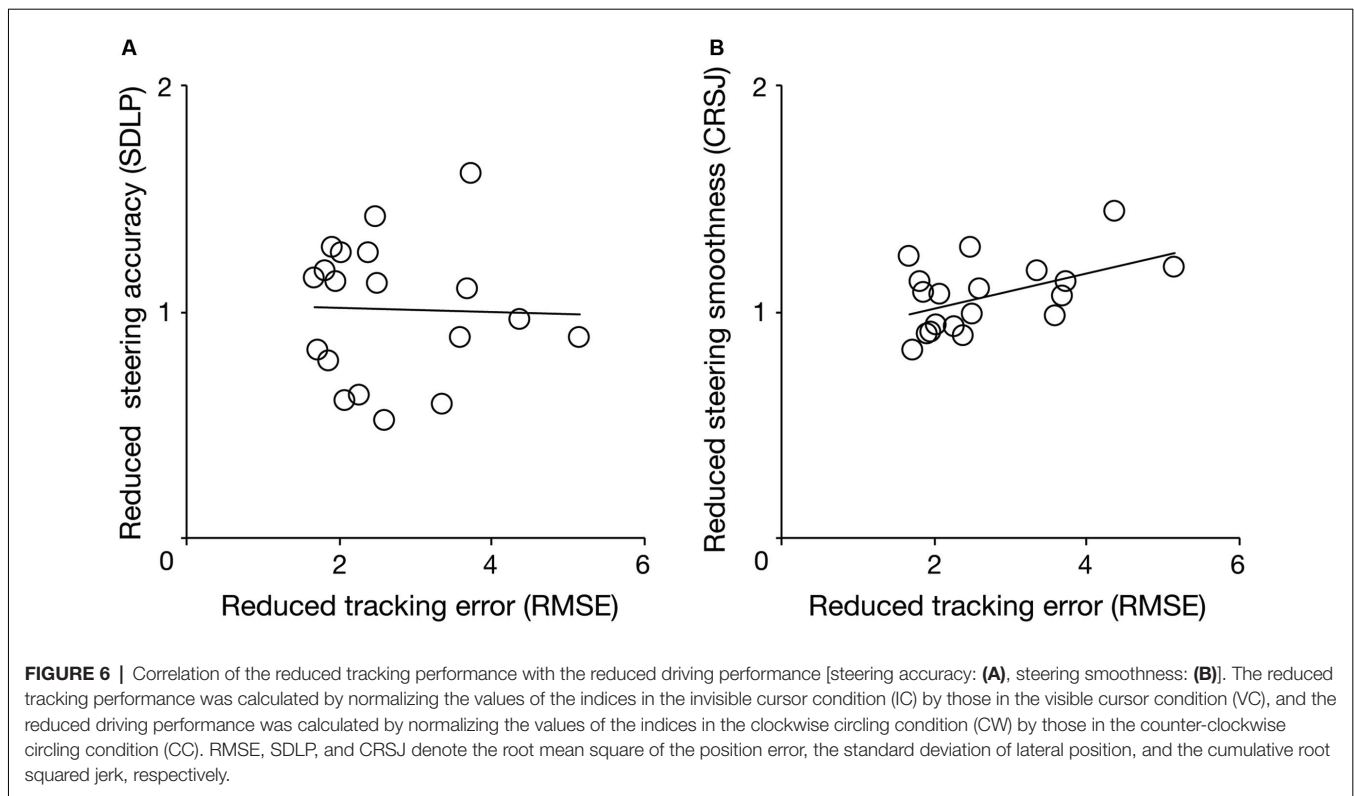 A
B
2
1
0
2
4
6
Reduced steering accuracy (SDLP)
Reduced tracking error (RMSE)
2
1
0
2
4
6
Reduced steering smoothness (CRSJ)
Reduced tracking error (RMSE)
FIGURE 6 | Correlation of the reduced tracking performance with the reduced driving performance [steering accuracy: (A), steering smoothness: (B)]. The reduced
tracking performance was calculated by normalizing the values of the indices in the invisible cursor condition (IC) by those in the visible cursor condition (VC), and the
reduced driving performance was calculated by normalizing the values of the indices in the clockwise circling condition (CW) by those in the counter-clockwise
circling condition (CC). RMSE, SDLP, and CRSJ denote the root mean square of the position error, the standard deviation of lateral position, and the cumulative root
squared jerk, respectively.